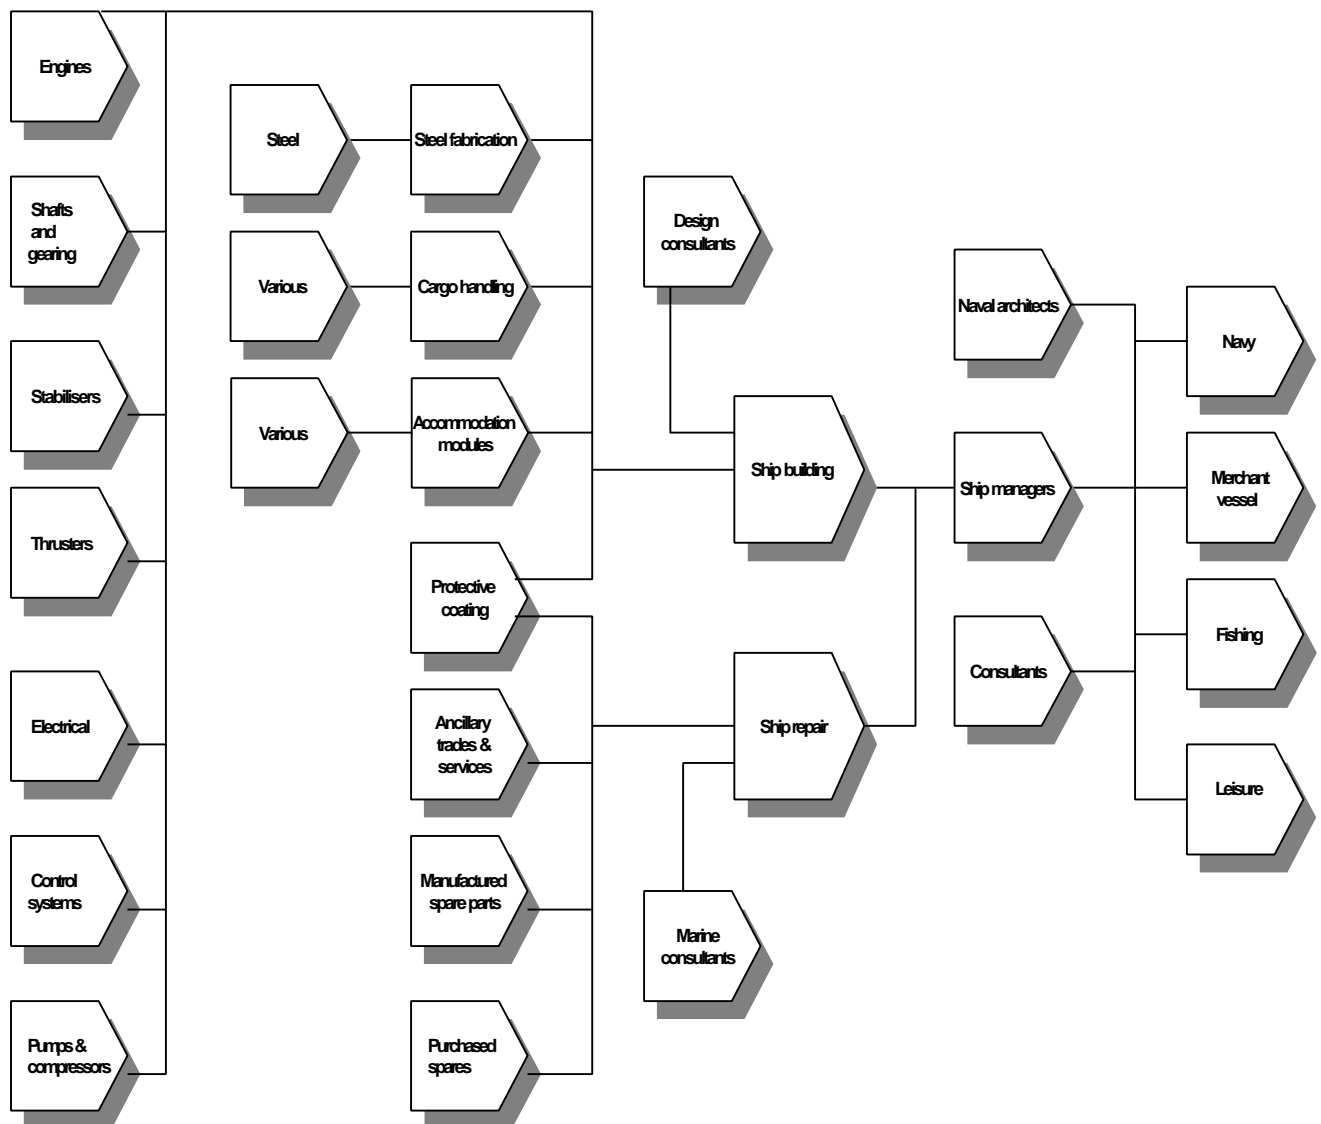 Engines
Shafts
and
gearing
Stabilisers
Thrusters
Electrical
Control
systems
Pumps &
compressors
Steel
Various
Various
Steel fabrication
Cargo handling
Accommodation
modules
Protective
coating
Ancillary
trades &
services
Manufactured
spare parts
Purchased
spares
Design
consultants
Ship building
Ship repair
Marine
consultants
Naval architects
Ship managers
Consultants
Navy
Merchant
vessel
Fishing
Leisure